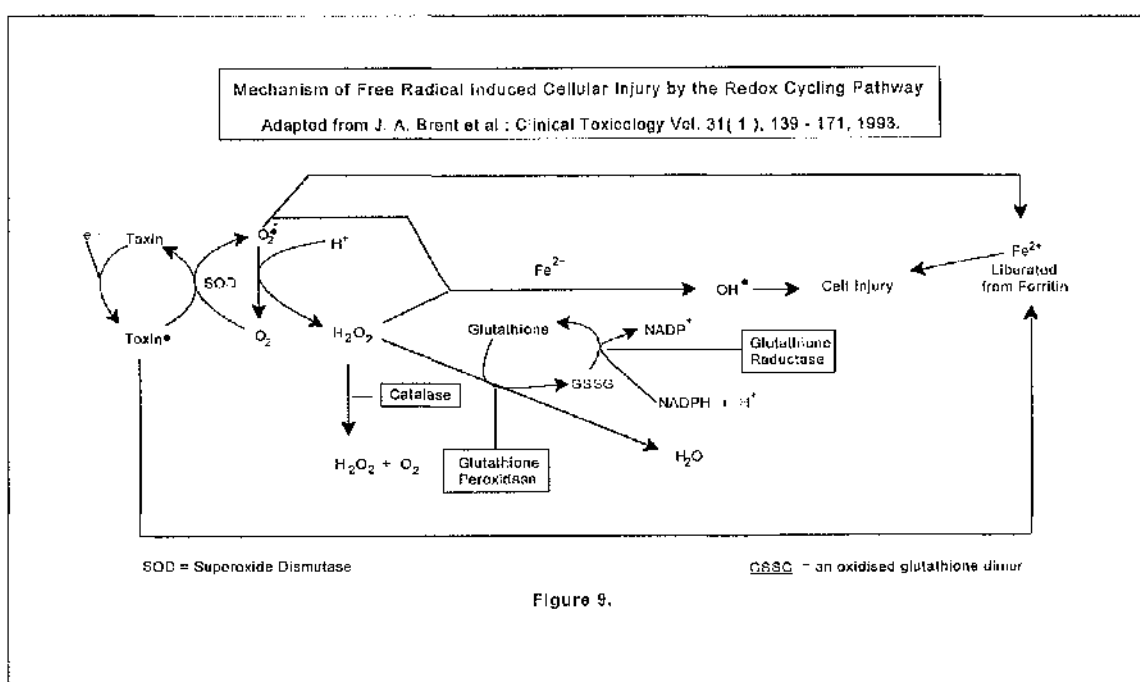 Mechanism of Free Radical Induced Cellular Injury by the Redox Cycling Pathway
Adapted from J. A. Brent et al : Clinical Toxicology Vol. 31( 1 ), 139 - 171, 1993.
e⁻ Toxin O₂•⁻ H⁺
SOD
Fe²⁺
OH•
Cell Injury
Fe²⁺
Liberated
from Ferritin
Toxin• O₂ H₂O₂
Glutathione
NADP⁺
Glutathione
Reductase
GSSG
NADPH + H⁺
Catalase
H₂O₂ + O₂
Glutathione
Peroxidase
H₂O
SOD = Superoxide Dismutase
GSSG = an oxidised glutathione dimer
Figure 9.